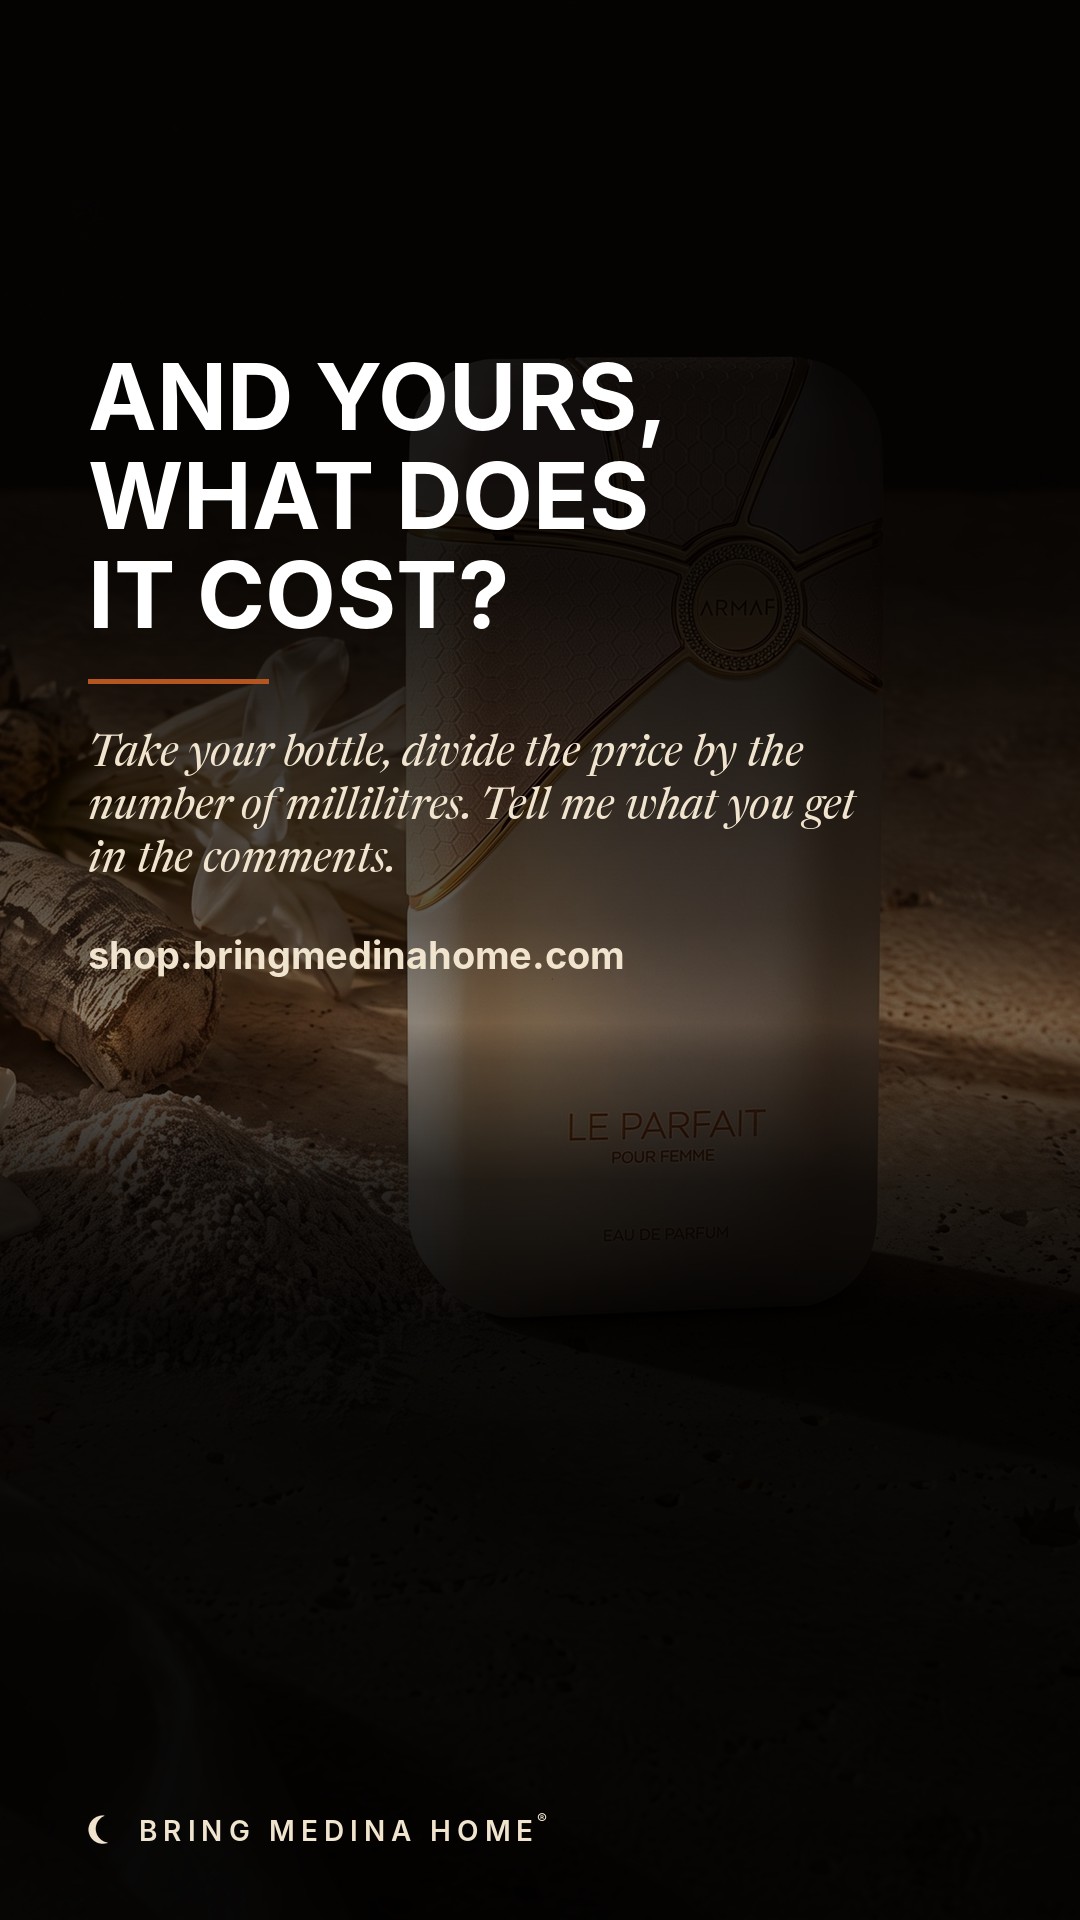 AND YOURS,
WHAT DOES
IT COST?
ARMAF
Take your bottle, divide the price by the
number of millilitres. Tell me what you get
in the comments.
shop.bringmedinahome.com
LE PARFAIT
POUR FEMME
EAU DE PARFUM
BRING MEDINA HOME®